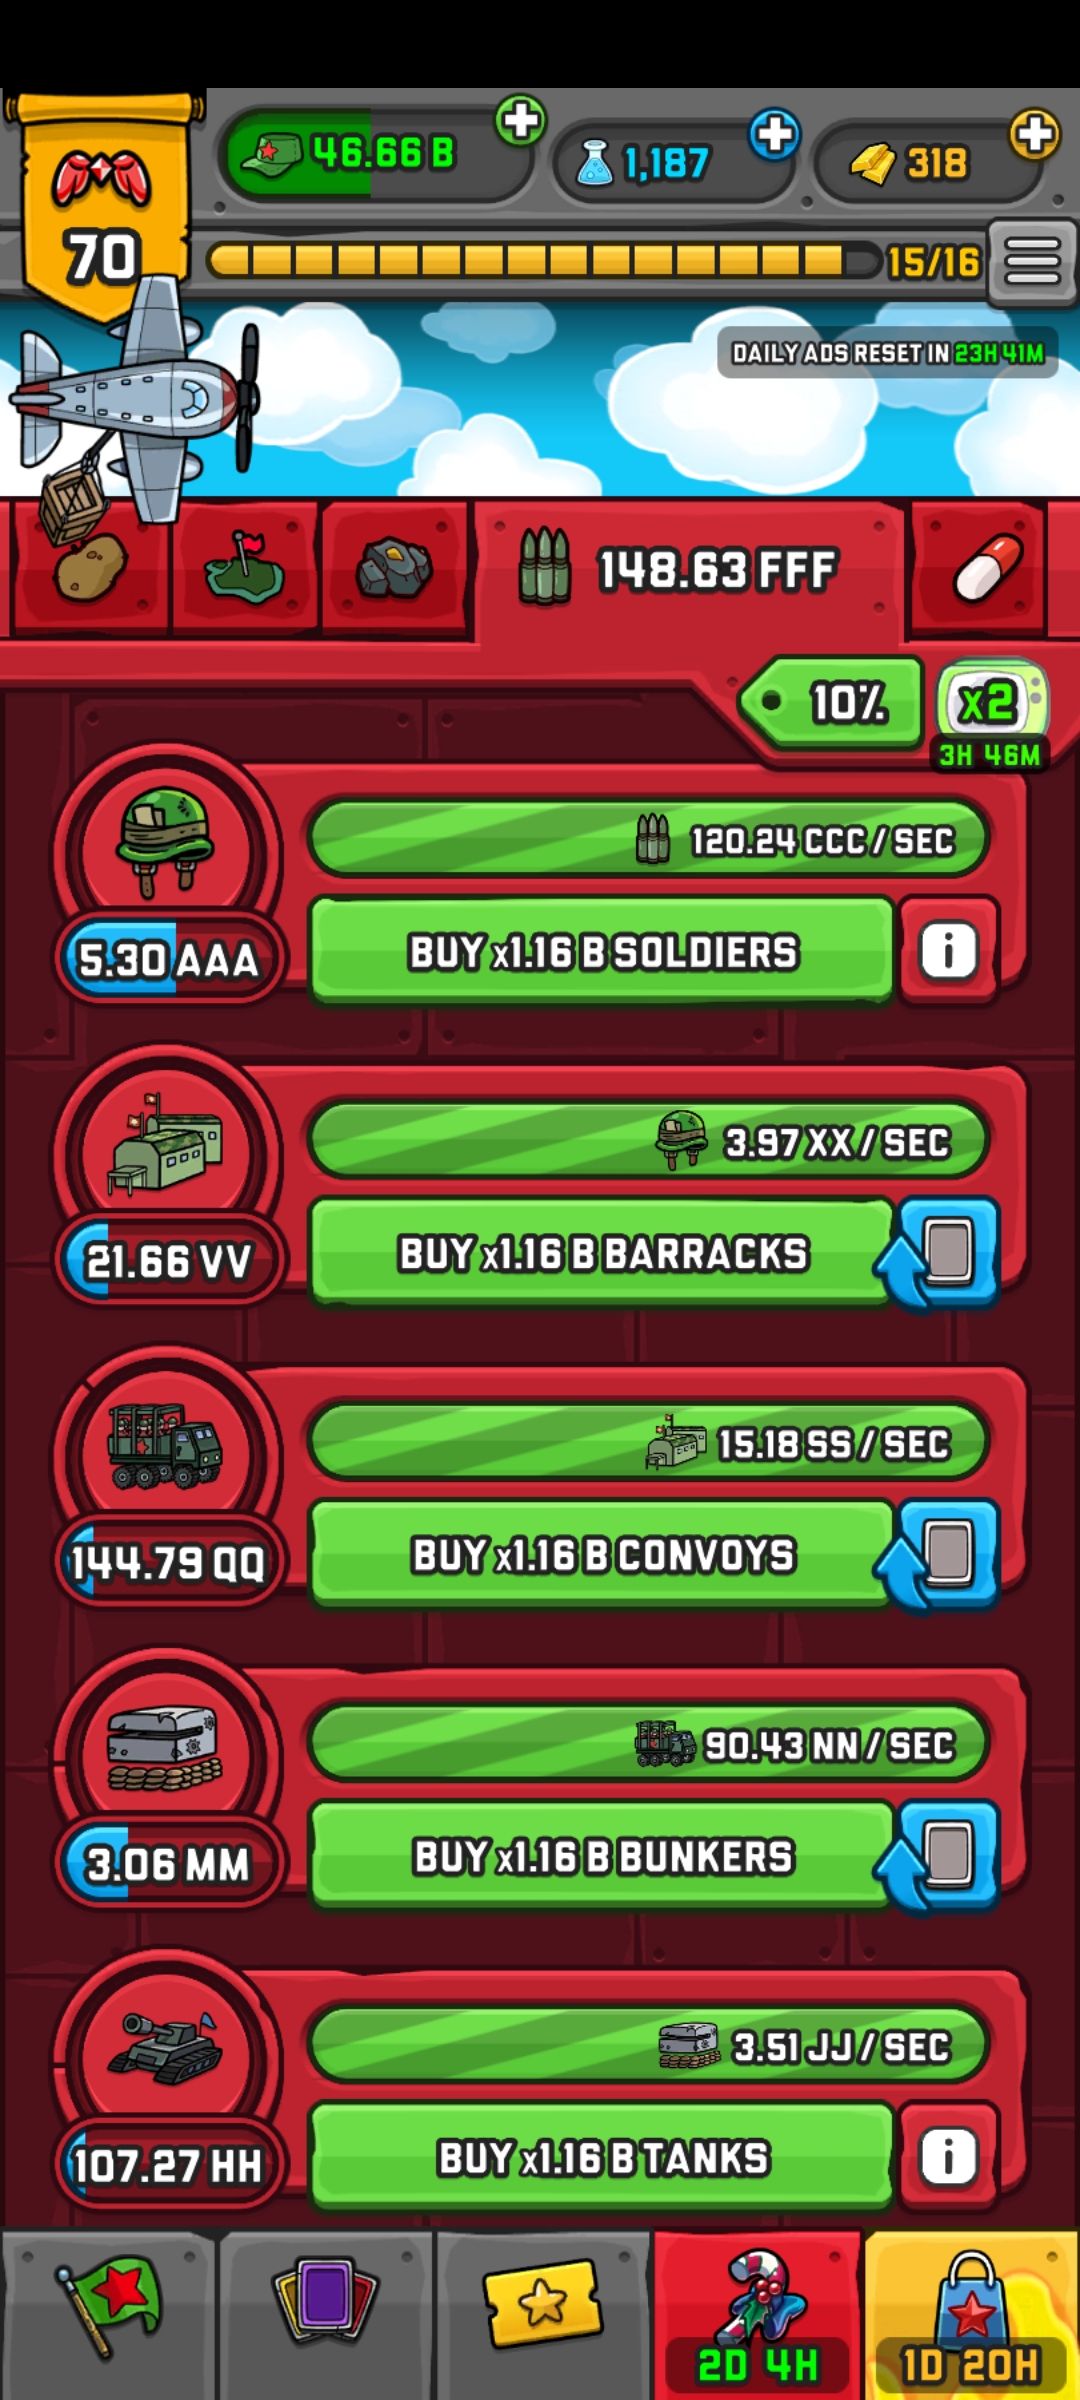 46.66 B
1,187
318
70
15/16
DAILY ADS RESET IN 23H 41M
148.63 FFF
10%
x2
3H 46M
120.24 CCC / SEC
5.30 AAA
BUY x1.16 B SOLDIERS
i
3.97 XX / SEC
21.66 VV
BUY x1.16 B BARRACKS
15.18 SS / SEC
144.79 QQ
BUY x1.16 B CONVOYS
90.43 NN / SEC
3.06 MM
BUY x1.16 B BUNKERS
3.51 JJ / SEC
107.27 HH
BUY x1.16 B TANKS
i
2D 4H
1D 20H